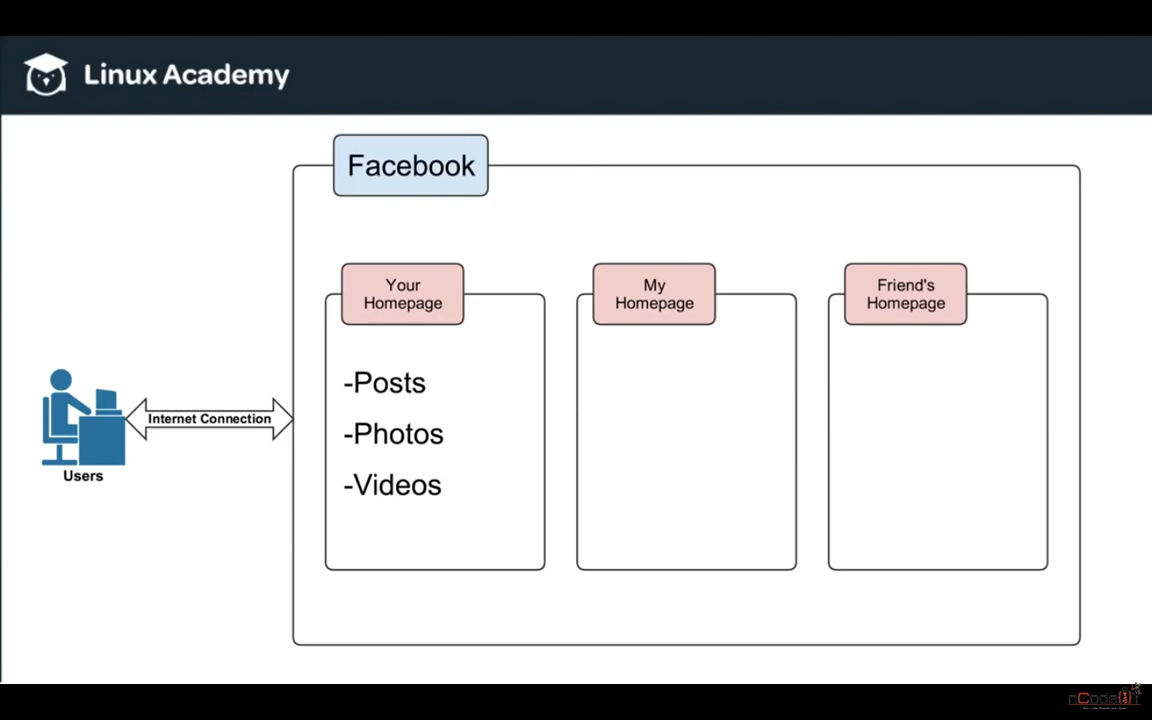 Linux Academy
Facebook
Your
Homepage
My
Homepage
Friend's
Homepage
-Posts
-Photos
-Videos
Internet Connection
Users